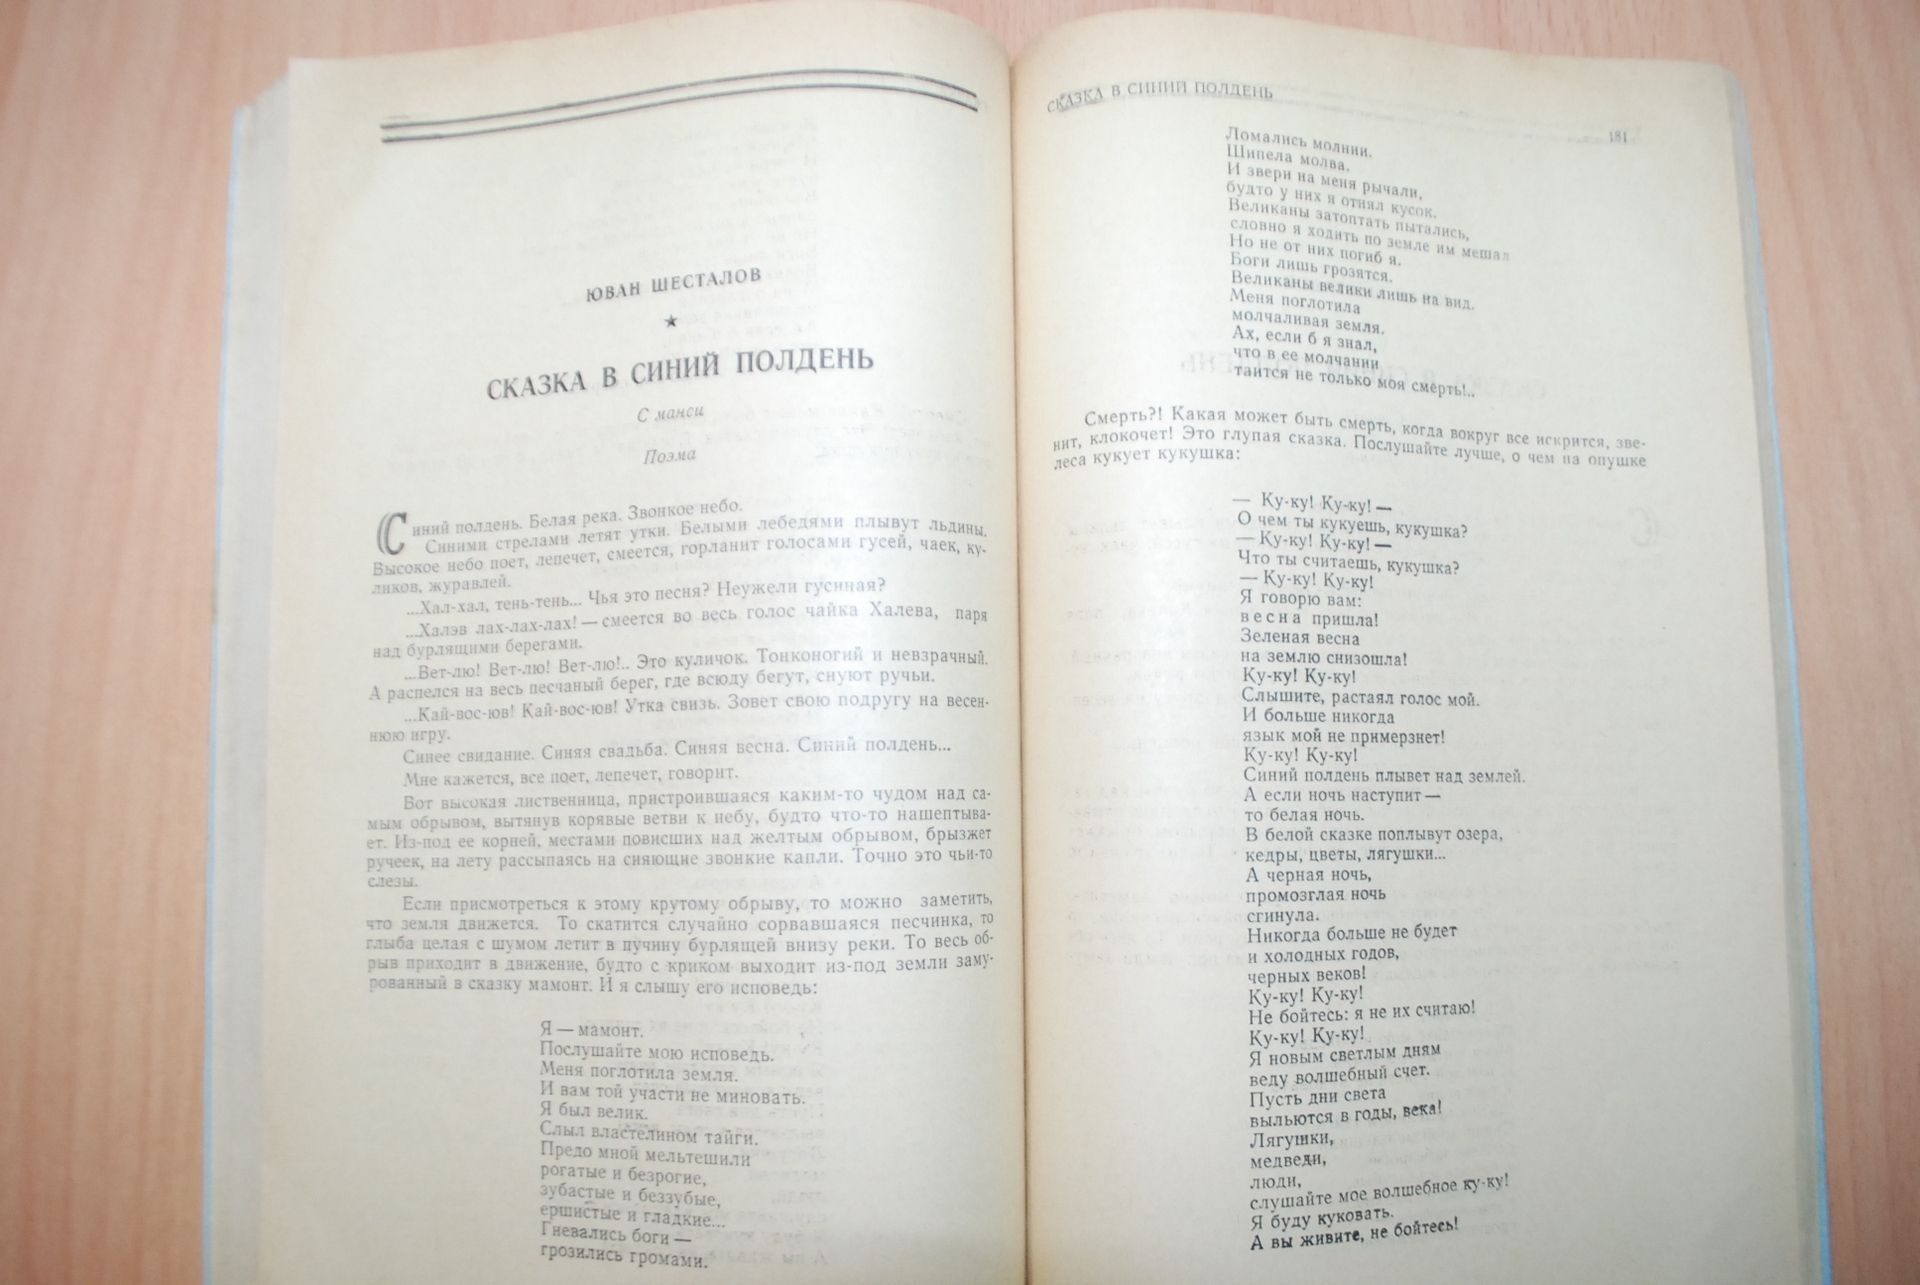 ЮВАН ШЕСТАЛОВ
★
СКАЗКА В СИНИЙ ПОЛДЕНЬ
С манси
Поэма
Синий полдень. Белая река. Звонкое небо.
Синими стрелами летят утки. Белыми лебедями плывут льдины.
Высокое небо поет, лепечет, смеется, горланит голосами гусей, чаек, ку-
ликов, журавлей.
...Хал-хал, тень-тень... Чья это песня? Неужели гусиная?
...Халэв лах-лах-лах! — смеется во весь голос чайка Халева, паря
над бурлящими берегами.
...Вет-лю! Вет-лю! Вет-лю!.. Это куличок. Тонконогий и невзрачный.
А распелся на весь песчаный берег, где всюду бегут, снуют ручьи.
...Кай-вос-юв! Кай-вос-юв! Утка свизь. Зовет свою подругу на весен-
нюю игру.
Синее свидание. Синяя свадьба. Синяя весна. Синий полдень...
Мне кажется, все поет, лепечет, говорит.
Вот высокая лиственница, пристроившаяся каким-то чудом над са-
мым обрывом, вытянув корявые ветви к небу, будто что-то нашептыва-
ет. Из-под ее корней, местами повисших над желтым обрывом, брызжет
ручеек, на лету рассыпаясь на сияющие звонкие капли. Точно это чьи-то
слезы.
Если присмотреться к этому крутому обрыву, то можно заметить,
что земля движется. То скатится случайно сорвавшаяся песчинка, то
глыба целая с шумом летит в пучину бурлящей внизу реки. То весь об-
рыв приходит в движение, будто с криком выходит из-под земли заму-
рованный в сказку мамонт. И я слышу его исповедь:
Я — мамонт.
Послушайте мою исповедь.
Меня поглотила земля.
И вам той участи не миновать.
Я был велик.
Слыл властелином тайги.
Предо мной мельтешили
рогатые и безрогие,
зубастые и беззубые,
ершистые и гладкие...
Гневались боги —
грозились громами.
СКАЗКА В СИНИЙ ПОЛДЕНЬ
181
Ломались молнии.
Шипела молва.
И звери на меня рычали,
будто у них я отнял кусок.
Великаны затоптать пытались,
словно я ходить по земле им мешал
Но не от них погиб я.
Боги лишь грозятся.
Великаны велики лишь на вид.
Меня поглотила
молчаливая земля.
Ах, если б я знал,
что в ее молчании
таится не только моя смерть!..
Смерть?! Какая может быть смерть, когда вокруг все искрится, зве-
нит, клокочет! Это глупая сказка. Послушайте лучше, о чем на опушке
леса кукует кукушка:
— Ку-ку! Ку-ку! —
О чем ты кукуешь, кукушка?
— Ку-ку! Ку-ку! —
Что ты считаешь, кукушка?
— Ку-ку! Ку-ку!
Я говорю вам:
весна пришла!
Зеленая весна
на землю снизошла!
Ку-ку! Ку-ку!
Слышите, растаял голос мой.
И больше никогда
язык мой не примерзнет!
Ку-ку! Ку-ку!
Синий полдень плывет над землей.
А если ночь наступит —
то белая ночь.
В белой сказке поплывут озера,
кедры, цветы, лягушки...
А черная ночь,
промозглая ночь
сгинула.
Никогда больше не будет
и холодных годов,
черных веков!
Ку-ку! Ку-ку!
Не бойтесь: я не их считаю!
Ку-ку! Ку-ку!
Я новым светлым дням
веду волшебный счет.
Пусть дни света
выльются в годы, века!
Лягушки,
медведи,
люди,
слушайте мое волшебное ку-ку!
Я буду куковать.
А вы живите, не бойтесь!